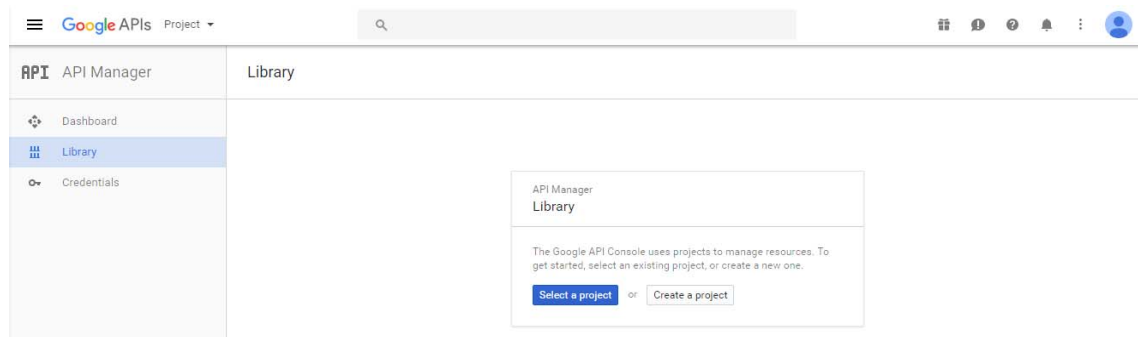 Google APIs Project
API API Manager
Library
Dashboard
Library
Credentials
API Manager
Library
The Google API Console uses projects to manage resources. To
get started, select an existing project, or create a new one.
Select a project or Create a project